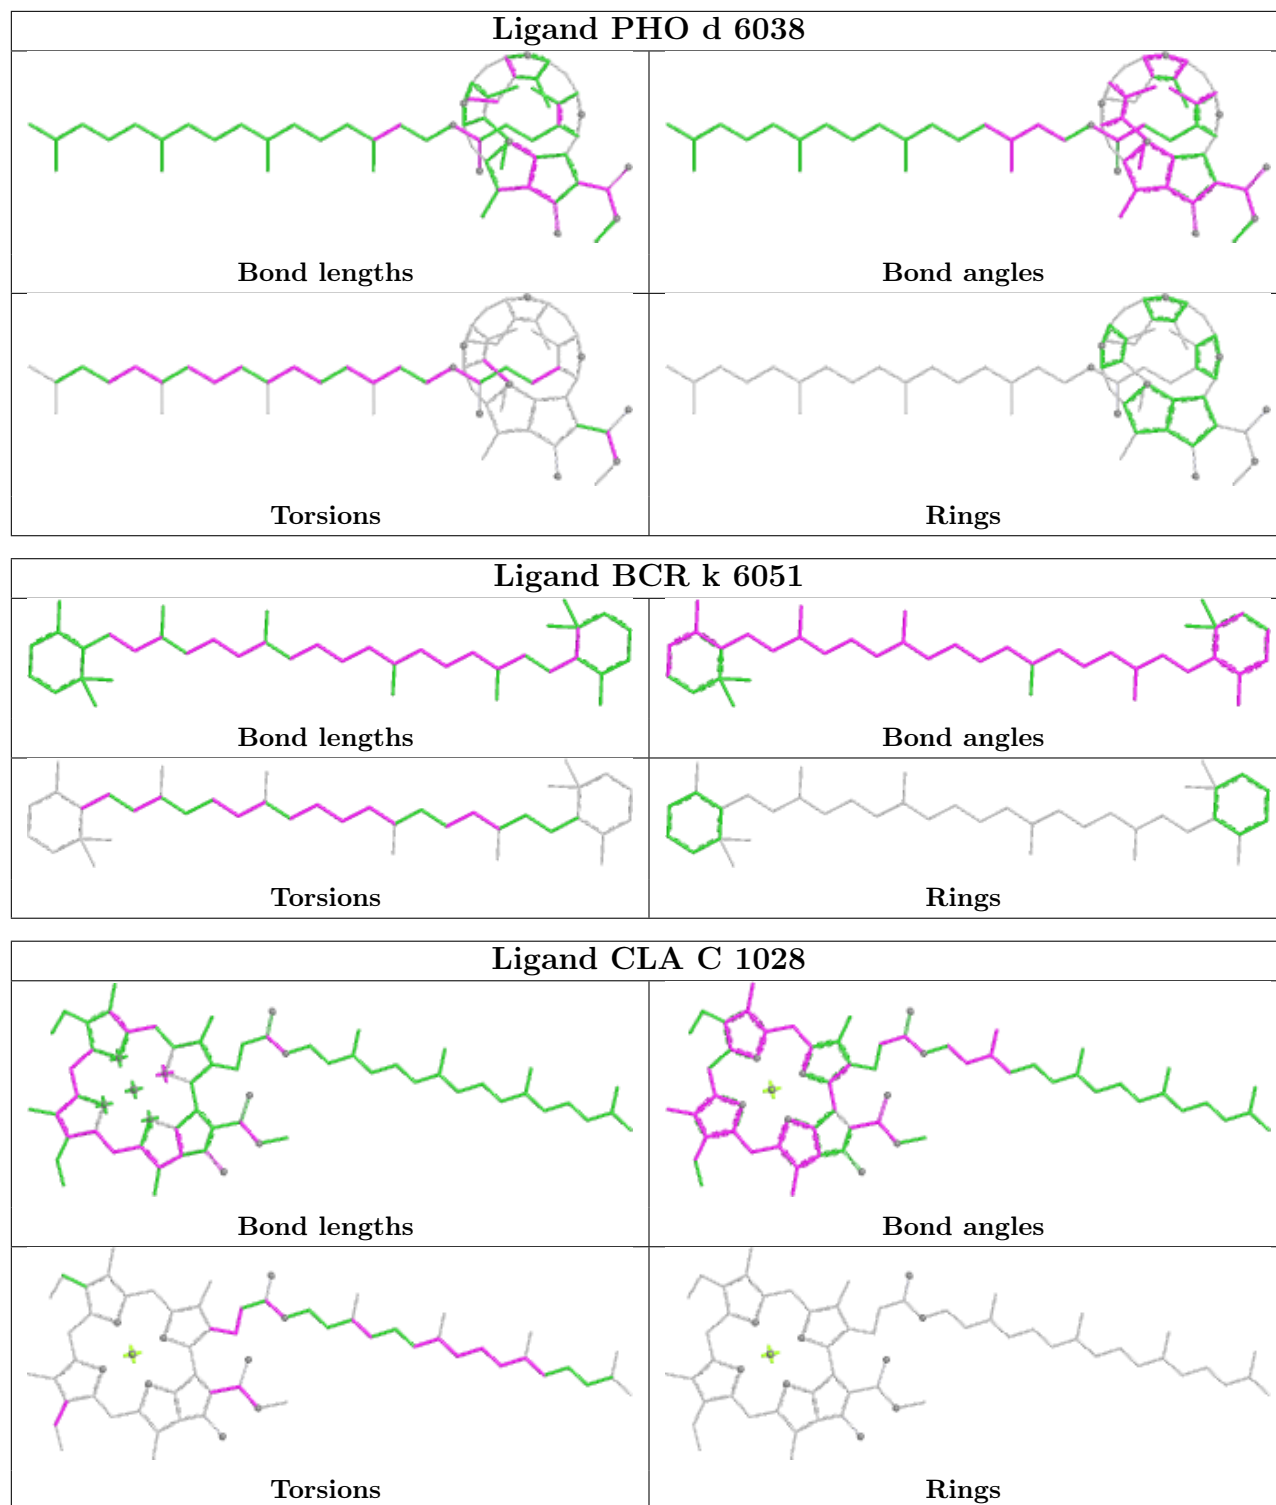 Ligand PHO d 6038
Bond lengths
Bond angles
Torsions
Rings
Ligand BCR k 6051
Bond lengths
Bond angles
Torsions
Rings
Ligand CLA C 1028
Bond lengths
Bond angles
Torsions
Rings